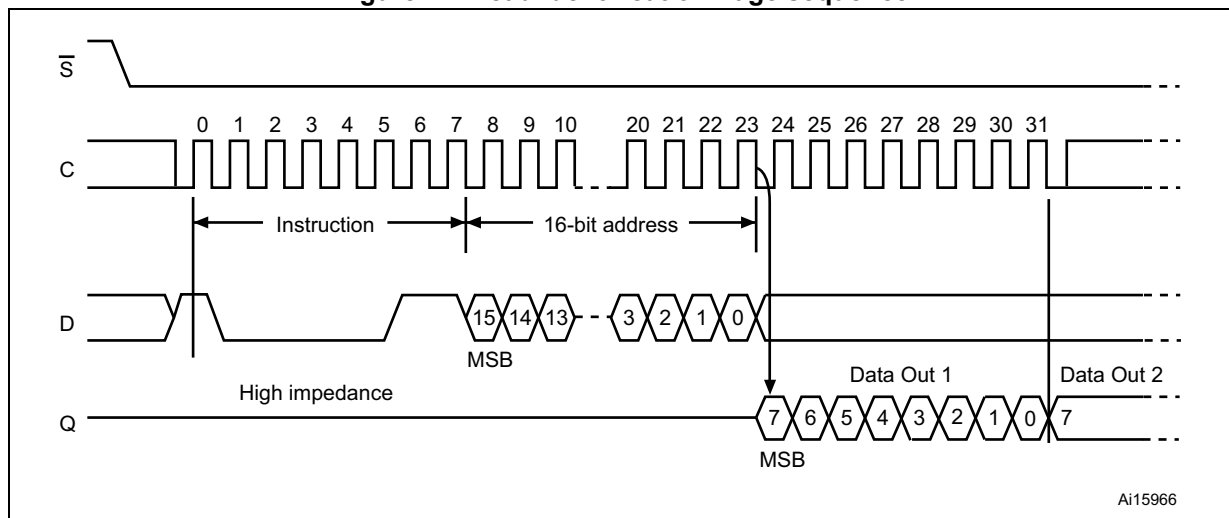 S
0 1 2 3 4 5 6 7 8 9 10 20 21 22 23 24 25 26 27 28 29 30 31
C
Instruction 16-bit address
D
15 14 13 3 2 1 0
MSB
High impedance
Data Out 1 Data Out 2
Q
7 6 5 4 3 2 1 0 7
MSB
Ai15966